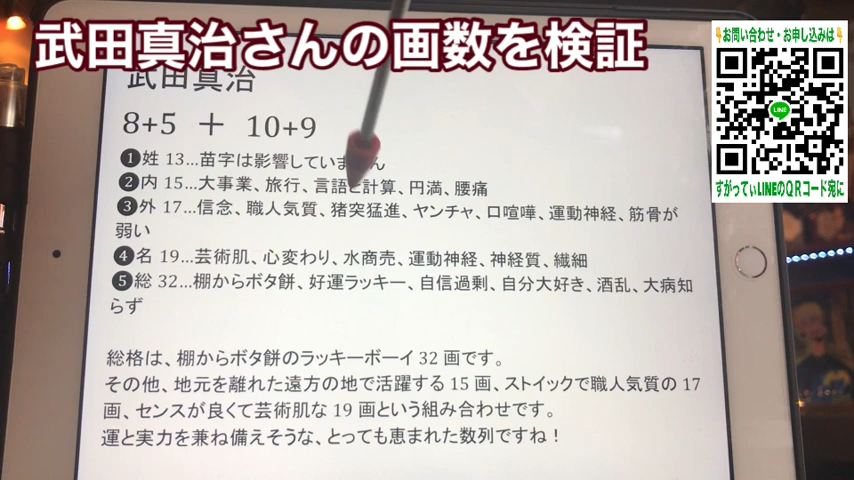 武田真治さんの画数を検証
👇お問い合わせ・お申し込みは👇
LINE
すがってぃLINEのQRコード宛に
武田真治
8+5 + 10+9
❶姓 13…苗字は影響していません
❷内 15…大事業、旅行、言語と計算、円満、腰痛
❸外 17…信念、職人気質、猪突猛進、ヤンチャ、口喧嘩、運動神経、筋骨が
弱い
❹名 19…芸術肌、心変わり、水商売、運動神経、神経質、繊細
❺総 32…棚からボタ餅、好運ラッキー、自信過剰、自分大好き、酒乱、大病知
らず
総格は、棚からボタ餅のラッキーボーイ 32 画です。
その他、地元を離れた遠方の地で活躍する 15 画、ストイックで職人気質の 17
画、センスが良くて芸術肌な 19 画という組み合わせです。
運と実力を兼ね備えそうな、とっても恵まれた数列ですね！